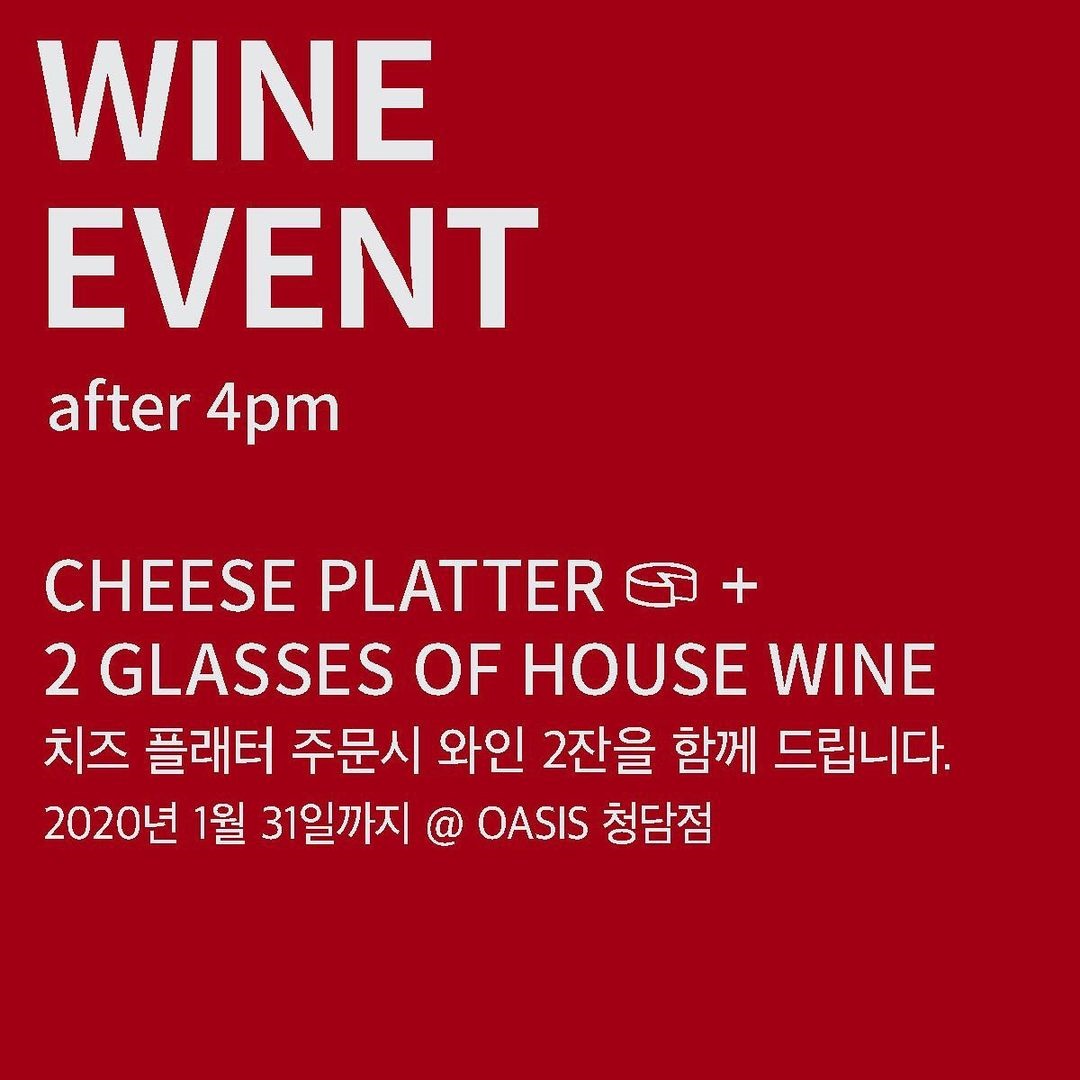 WINE
EVENT
after 4pm
CHEESE PLATTER +
2 GLASSES OF HOUSE WINE
치즈 플래터 주문시 와인 2잔을 함께 드립니다.
2020년 1월 31일까지 @ OASIS 청담점